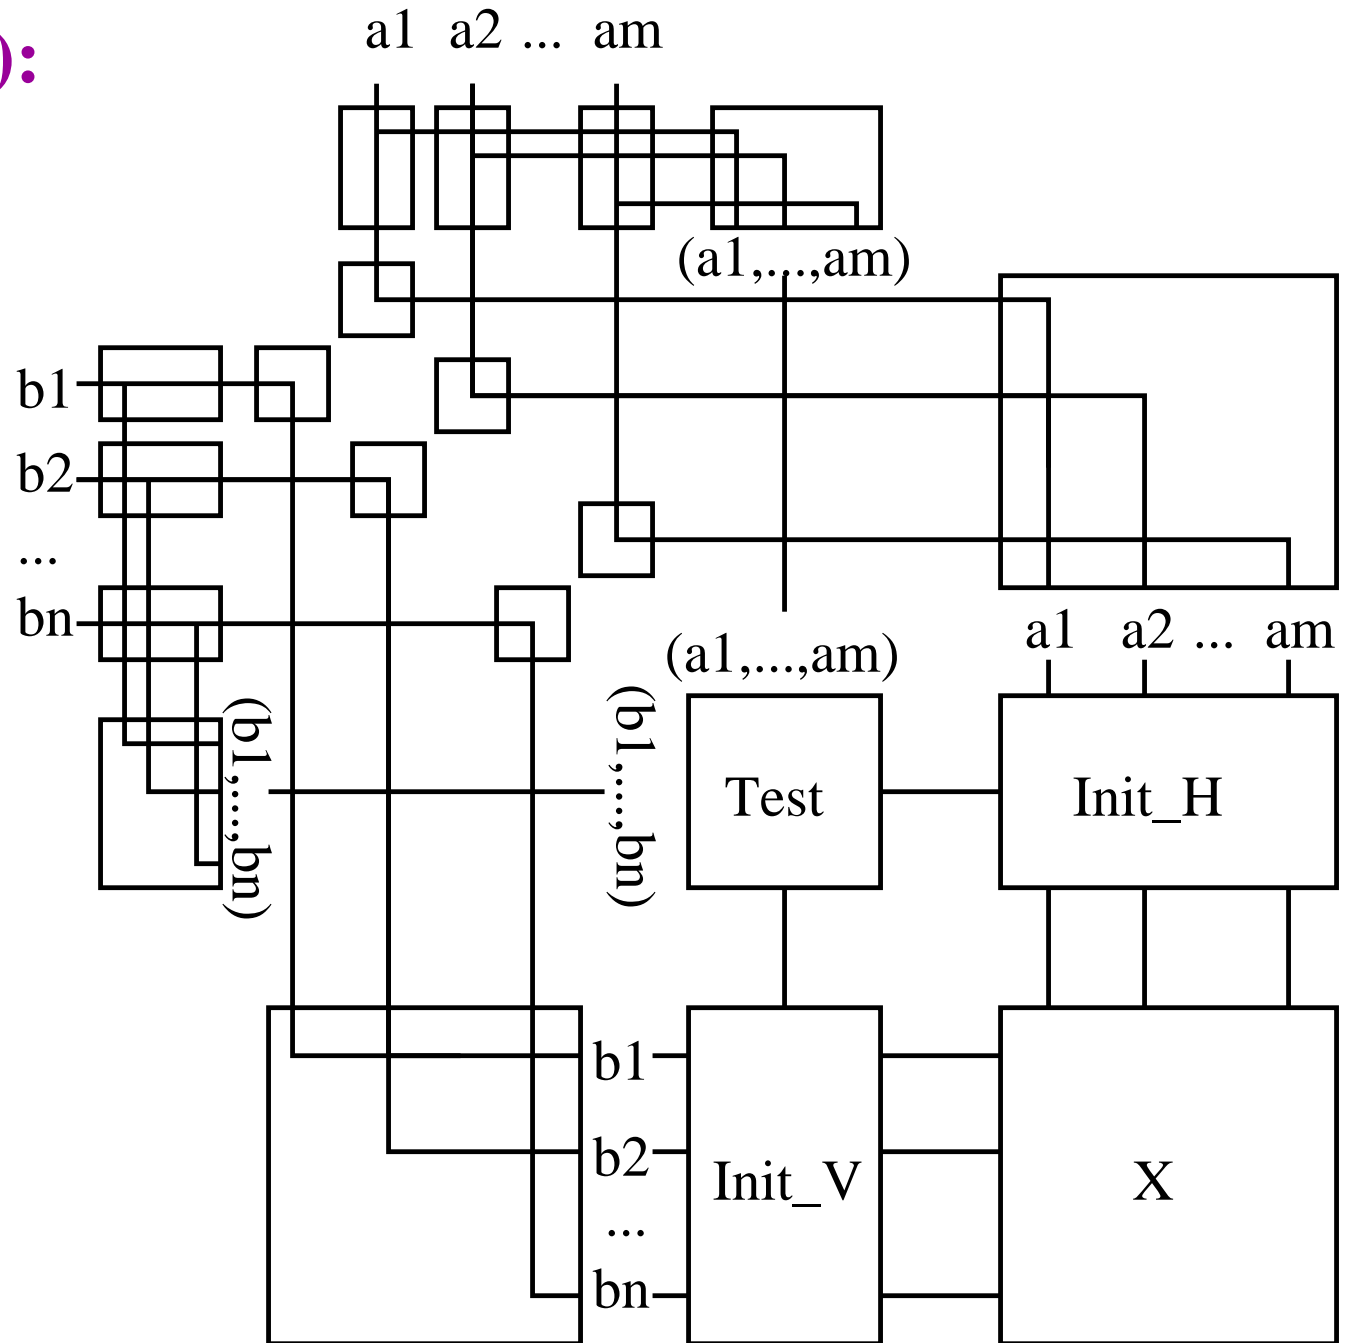 ):
a1 a2 ... am
(a1,...,am)
b1
b2
...
bn
(a1,...,am)
a1 a2 ... am
(b1,...,bn)
(b1,...,bn)
Test
Init_H
b1
b2
...
bn
Init_V
X